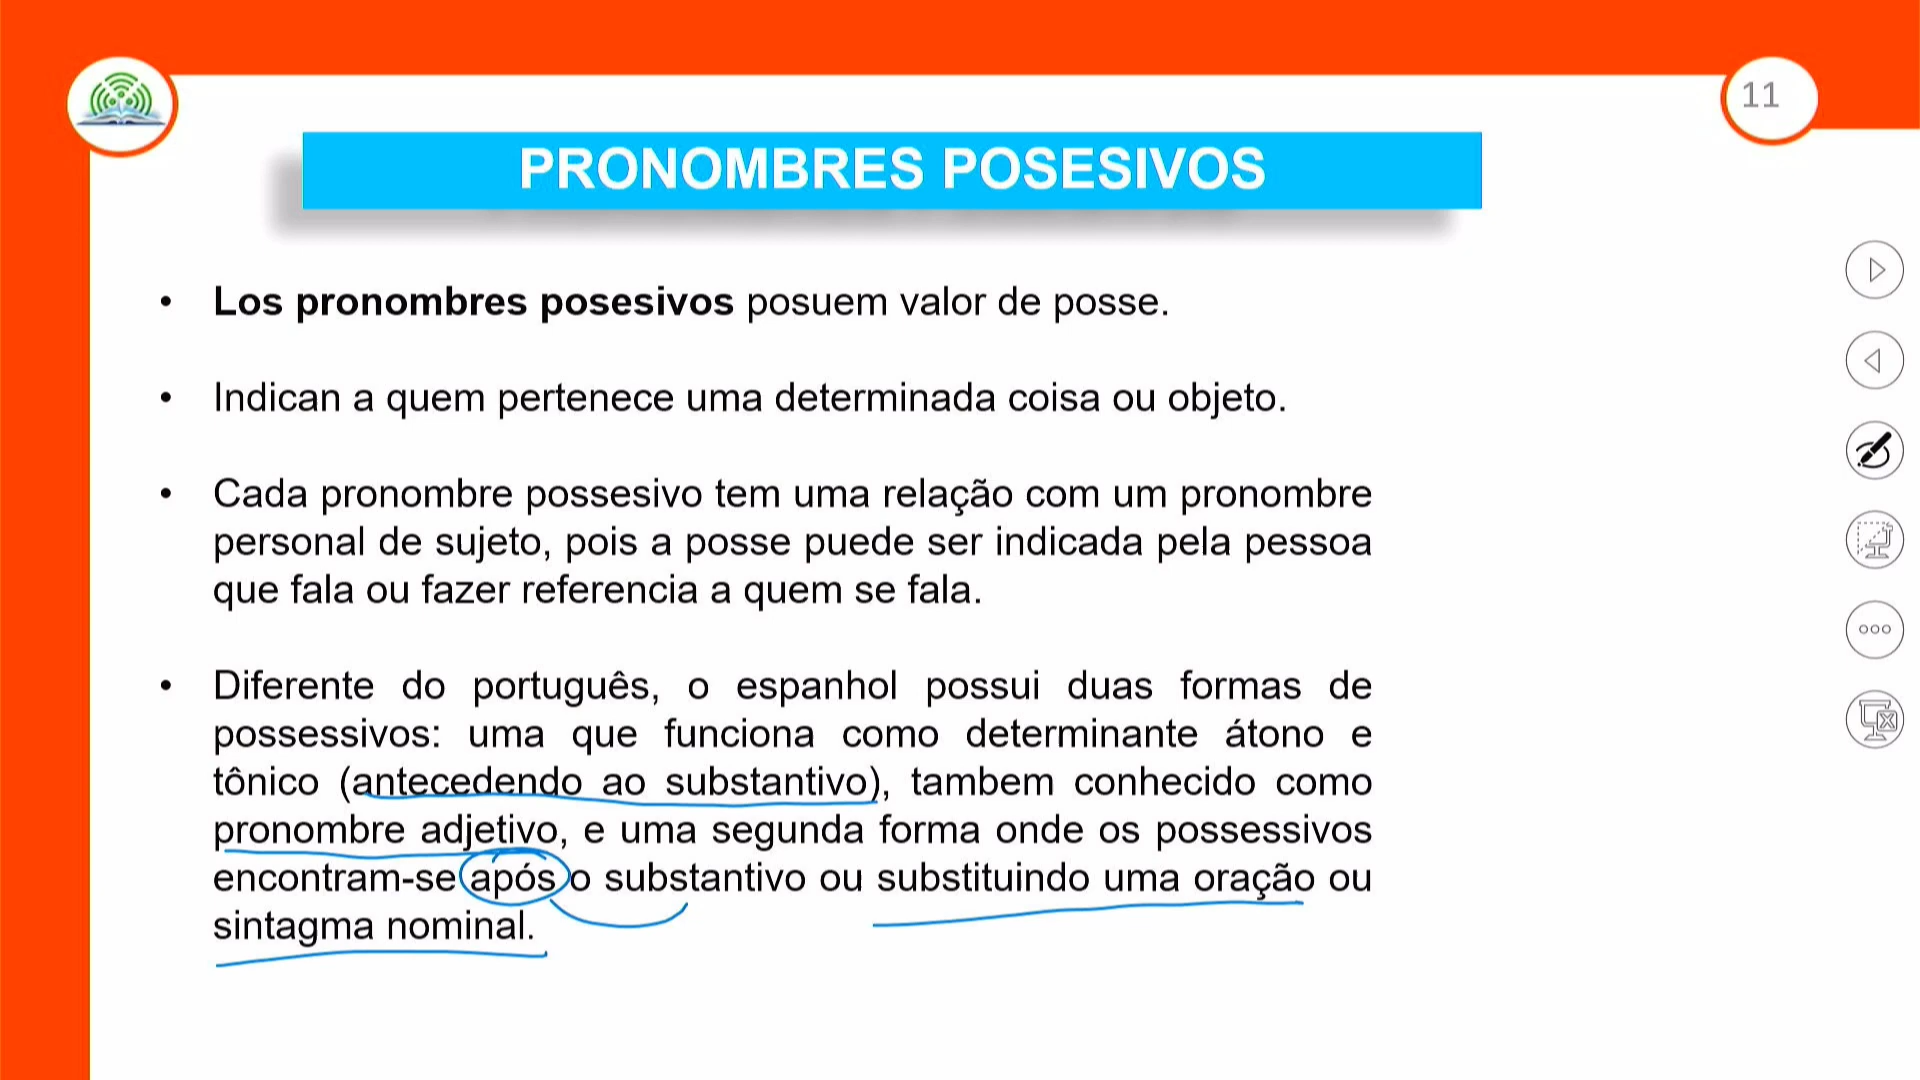 11
PRONOMBRES POSESIVOS
• Los pronombres posesivos posuem valor de posse.
• Indican a quem pertenece uma determinada coisa ou objeto.
• Cada pronombre possesivo tem uma relação com um pronombre
personal de sujeto, pois a posse puede ser indicada pela pessoa
que fala ou fazer referencia a quem se fala.
• Diferente do português, o espanhol possui duas formas de
possessivos: uma que funciona como determinante átono e
tônico (antecedendo ao substantivo), tambem conhecido como
pronombre adjetivo, e uma segunda forma onde os possessivos
encontram-se após o substantivo ou substituindo uma oração ou
sintagma nominal.